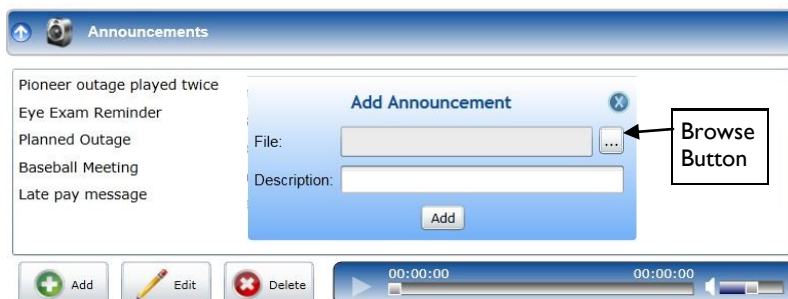 Announcements
Pioneer outage played twice
Eye Exam Reminder
Planned Outage
Baseball Meeting
Late pay message
Add Announcement
File:
...
Description:
Add
Browse
Button
Add
Edit
Delete
00:00:00
00:00:00